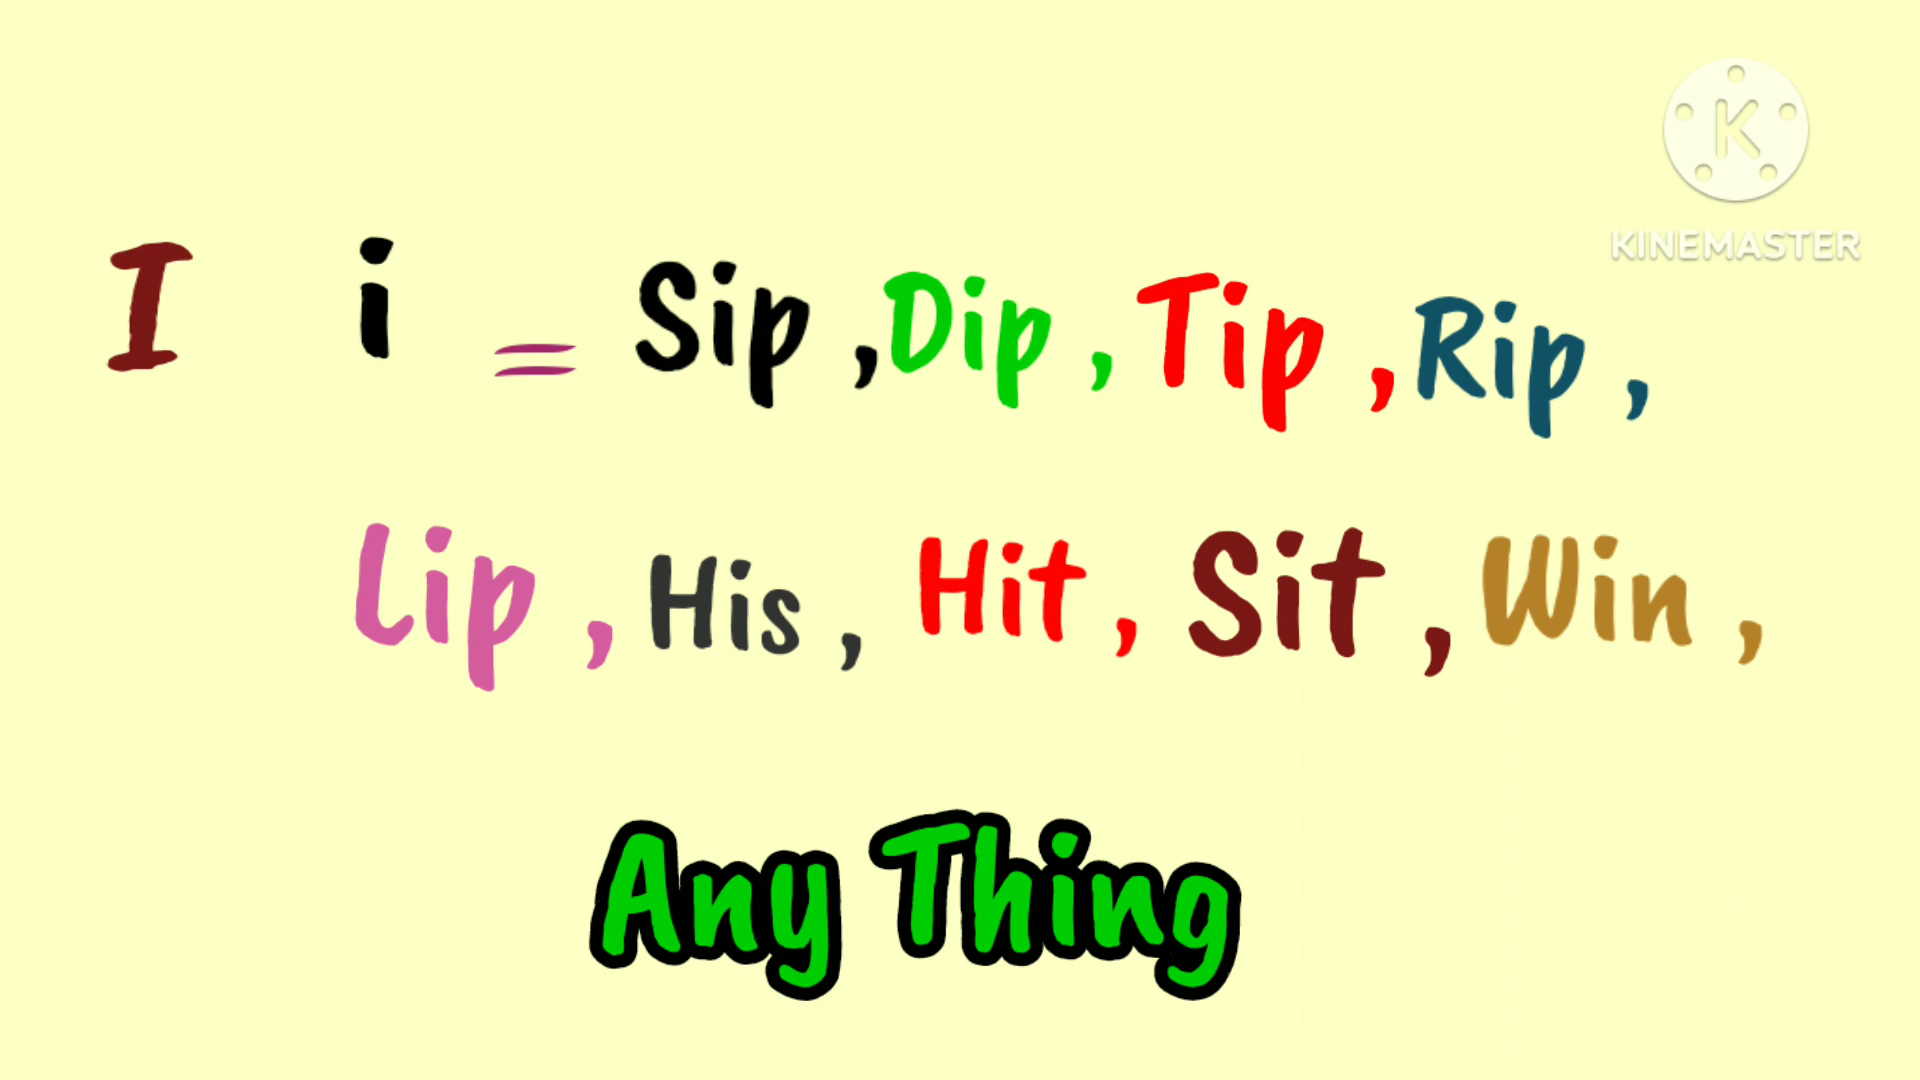 K
KINEMASTER
I i = Sip , Dip , Tip , Rip ,
Lip , His , Hit , Sit , Win ,
Any Thing